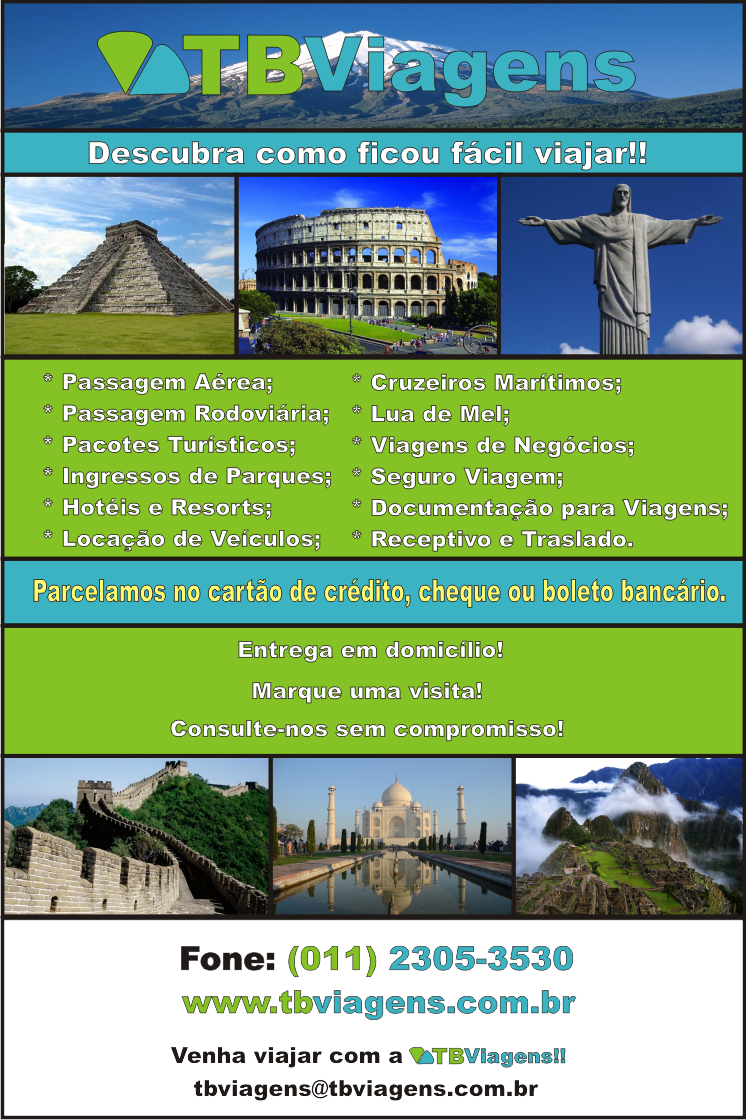 TBViagens
Descubra como ficou fácil viajar!!
* Passagem Aérea;
* Passagem Rodoviária;
* Pacotes Turísticos;
* Ingressos de Parques;
* Hotéis e Resorts;
* Locação de Veículos;
* Cruzeiros Marítimos;
* Lua de Mel;
* Viagens de Negócios;
* Seguro Viagem;
* Documentação para Viagens;
* Receptivo e Traslado.
Parcelamos no cartão de crédito, cheque ou boleto bancário.
Entrega em domicílio!
Marque uma visita!
Consulte-nos sem compromisso!
Fone: (011) 2305-3530
www.tbviagens.com.br
Venha viajar com a TBViagens!!
tbviagens@tbviagens.com.br